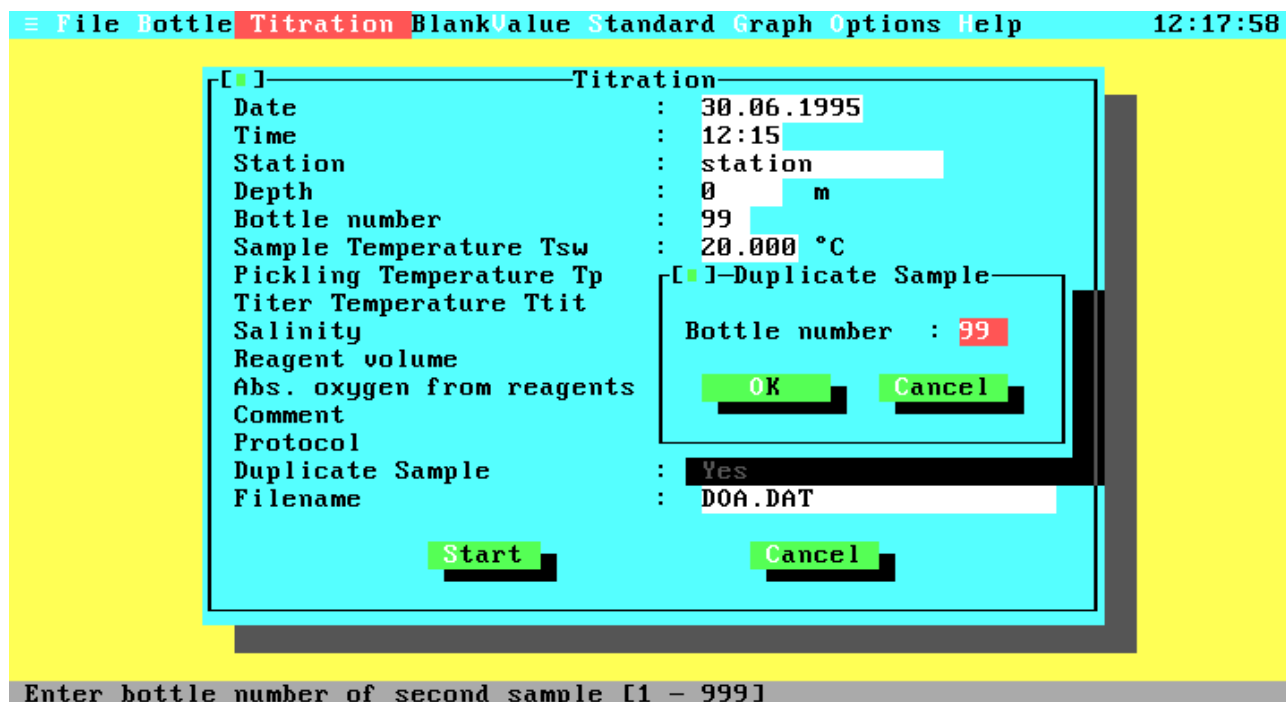 ≡ File Bottle Titration BlankValue Standard Graph Options Help 12:17:58
[■] Titration
Date : 30.06.1995
Time : 12:15
Station : station
Depth : 0 m
Bottle number : 99
Sample Temperature Tsw : 20.000 °C
Pickling Temperature Tp
[■] Duplicate Sample
Titer Temperature Ttit
Salinity
Bottle number : 99
Reagent volume
Abs. oxygen from reagents
OK Cancel
Comment
Protocol
Duplicate Sample : Yes
Filename : DOA.DAT
Start Cancel
Enter bottle number of second sample [1 - 999]